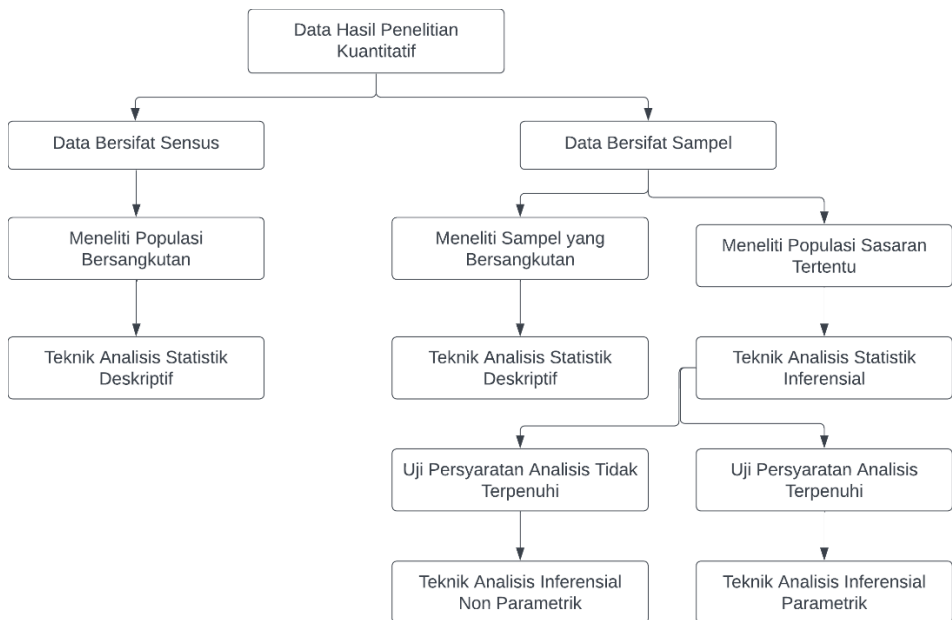 Data Hasil Penelitian
Kuantitatif
Data Bersifat Sensus
Data Bersifat Sampel
Meneliti Populasi
Bersangkutan
Meneliti Sampel yang
Bersangkutan
Meneliti Populasi Sasaran
Tertentu
Teknik Analisis Statistik
Deskriptif
Teknik Analisis Statistik
Deskriptif
Teknik Analisis Statistik
Inferensial
Uji Persyaratan Analisis Tidak
Terpenuhi
Uji Persyaratan Analisis
Terpenuhi
Teknik Analisis Inferensial
Non Parametrik
Teknik Analisis Inferensial
Parametrik